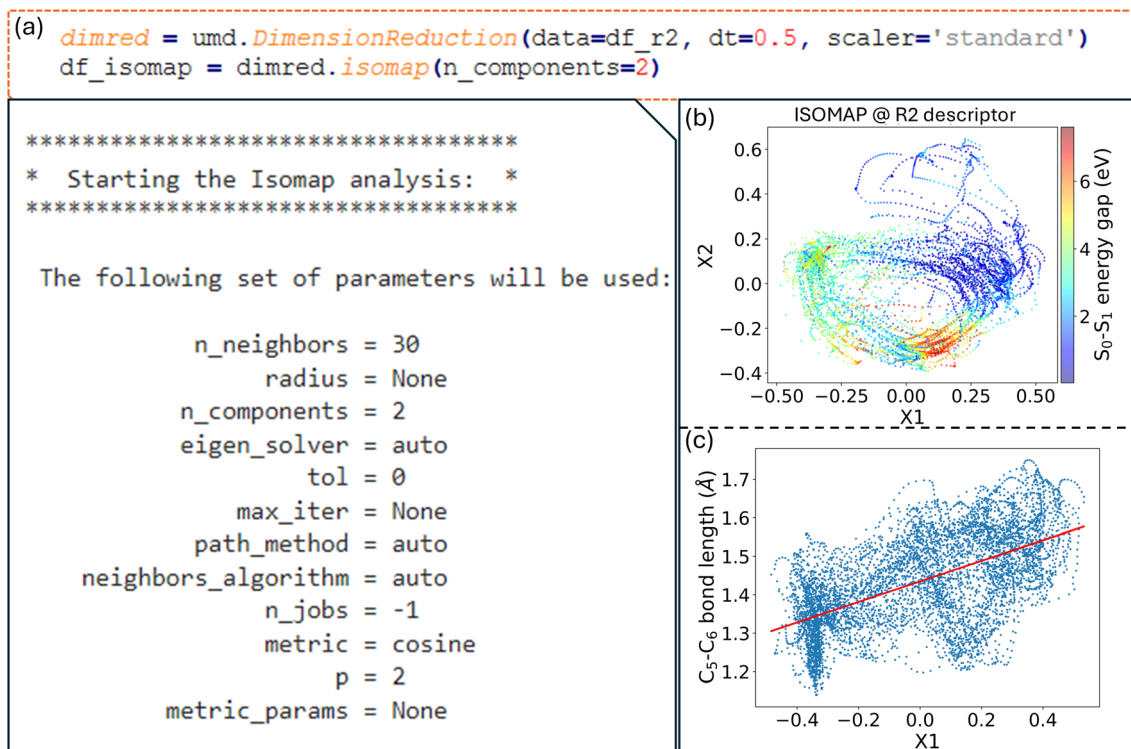 (a)
dimred = umd.DimensionReduction(data=df_r2, dt=0.5, scaler='standard')
df_isomap = dimred.isomap(n_components=2)
*************************************
* Starting the Isomap analysis: *
*************************************
The following set of parameters will be used:
n_neighbors = 30
radius = None
n_components = 2
eigen_solver = auto
tol = 0
max_iter = None
path_method = auto
neighbors_algorithm = auto
n_jobs = -1
metric = cosine
p = 2
metric_params = None
(b)
ISOMAP @ R2 descriptor
0.6
0.4
0.2
0.0
−0.2
−0.4
X2
−0.50 −0.25 0.00 0.25 0.50
X1
6
4
2
S₀-S₁ energy gap (eV)
(c)
1.7
1.6
1.5
1.4
1.3
1.2
C₅-C₆ bond length (Å)
−0.4 −0.2 0.0 0.2 0.4
X1